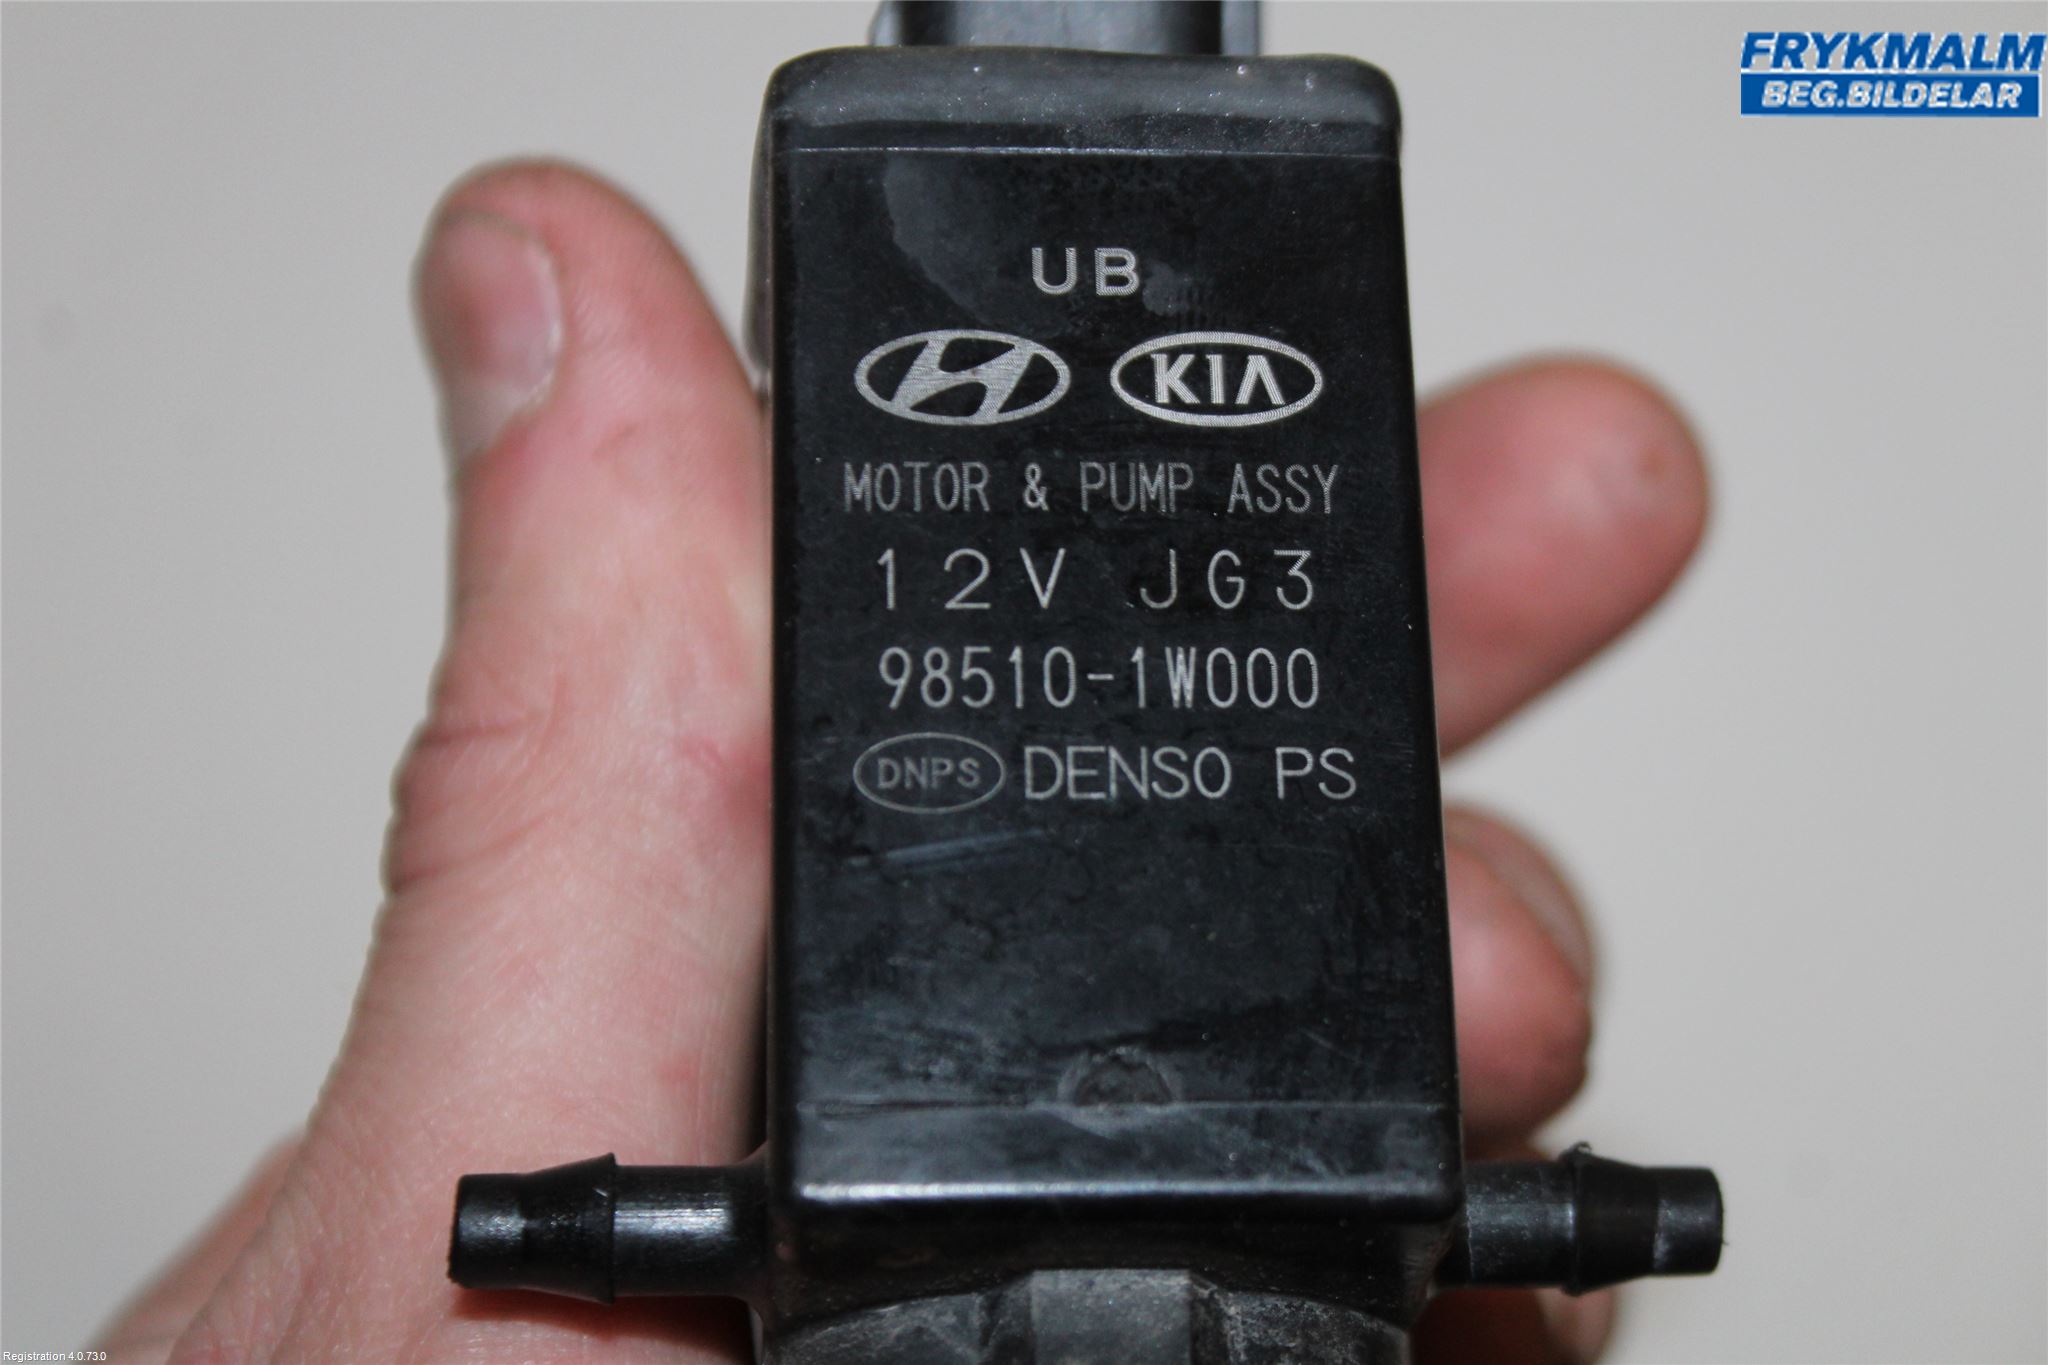 FRYKMALM
BEG.BILDELAR
UB
KIA
MOTOR & PUMP ASSY
12V JG3
98510-1W000
DNPS DENSO PS
Registration 4.0.73.0